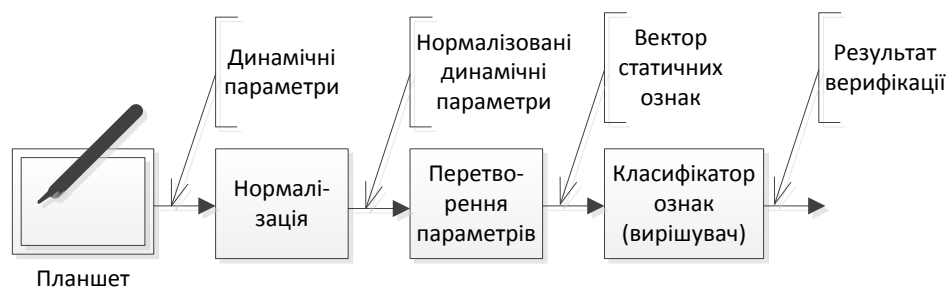 Динамічні
параметри
Нормалізовані
динамічні
параметри
Вектор
статичних
ознак
Результат
верифікації
Планшет
Нормалі-
зація
Перетво-
рення
параметрів
Класифікатор
ознак
(вирішувач)